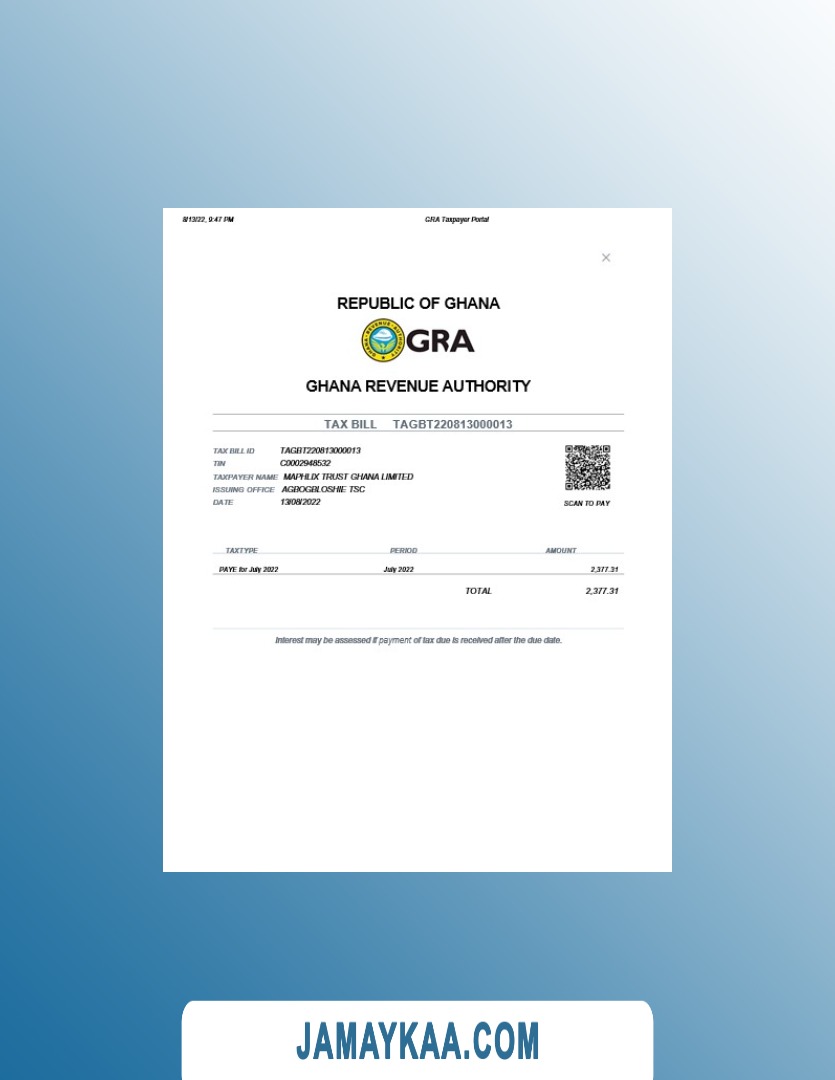 8/13/22, 9:47 PM GRA Taxpayer Portal
×
REPUBLIC OF GHANA
GHANA REVENUE AUTHORITY GRA
GHANA REVENUE AUTHORITY
TAX BILL TAGBT220813000013
TAX BILL ID TAGBT220813000013
TIN C0002948532
TAXPAYER NAME MAPHLIX TRUST GHANA LIMITED
ISSUING OFFICE AGBOGBLOSHIE TSC
DATE 13/08/2022
SCAN TO PAY
TAXTYPE PERIOD AMOUNT
PAYE for July 2022 July 2022 2,377.31
TOTAL 2,377.31
Interest may be assessed if payment of tax due is received after the due date.
JAMAYKAA.COM